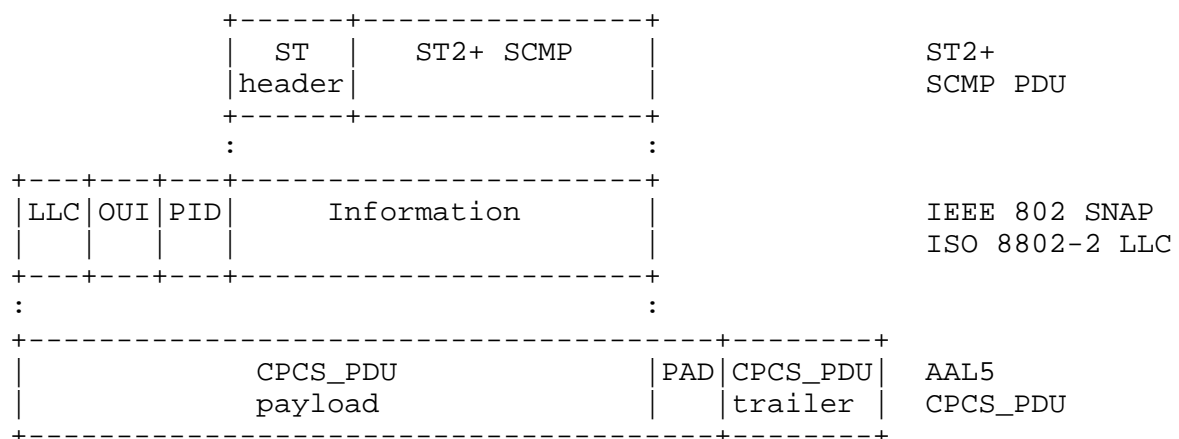 +------+----------------+
| ST | ST2+ SCMP | ST2+
|header| | SCMP PDU
+------+----------------+
: :
+---+---+---+-----------------------+
|LLC|OUI|PID| Information | IEEE 802 SNAP
| | | | | ISO 8802-2 LLC
+---+---+---+-----------------------+
: :
+---------------------------------------+--------+
| CPCS_PDU |PAD|CPCS_PDU| AAL5
| payload | |trailer | CPCS_PDU
+---------------------------------------+--------+